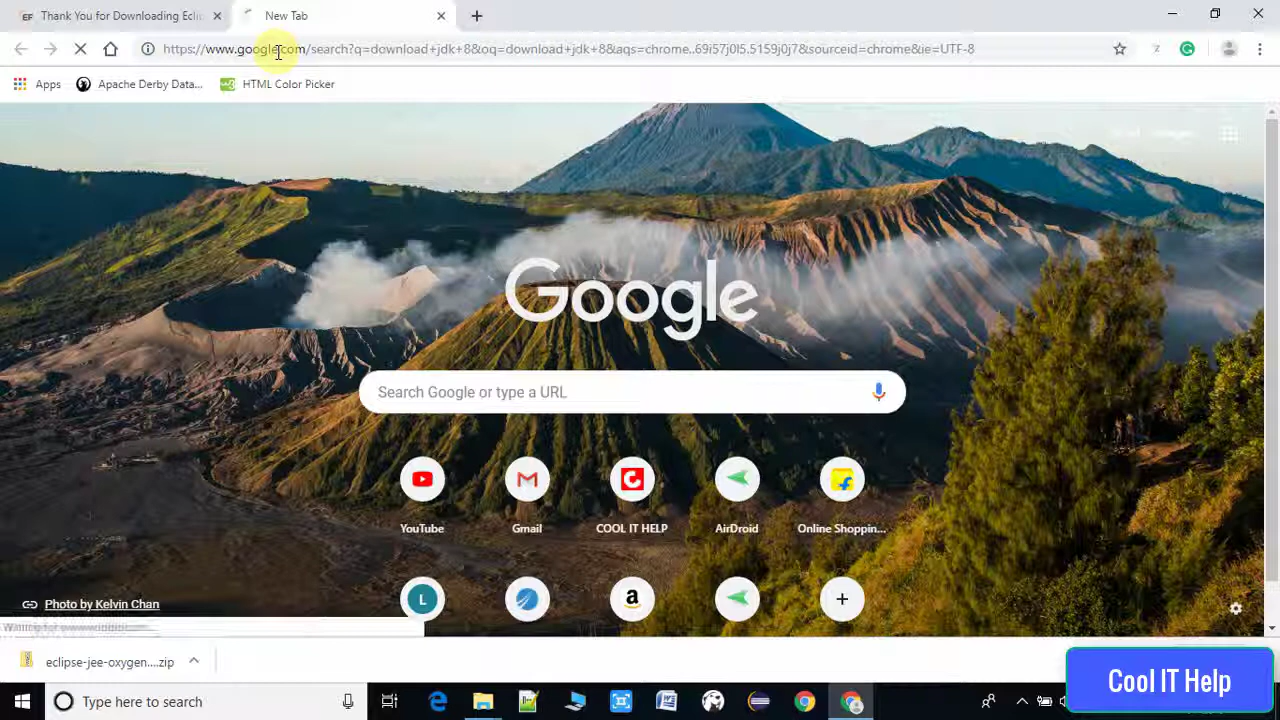 EF Thank You for Downloading Ecli
New Tab
https://www.google.com/search?q=download+jdk+8&oq=download+jdk+8&aqs=chrome..69i57j0l5.5159j0j7&sourceid=chrome&ie=UTF-8
Apps
Apache Derby Data...
HTML Color Picker
Google
Search Google or type a URL
YouTube
Gmail
COOL IT HELP
AirDroid
Online Shoppin...
L
a
Photo by Kelvin Chan
eclipse-jee-oxygen....zip
Type here to search
Cool IT Help